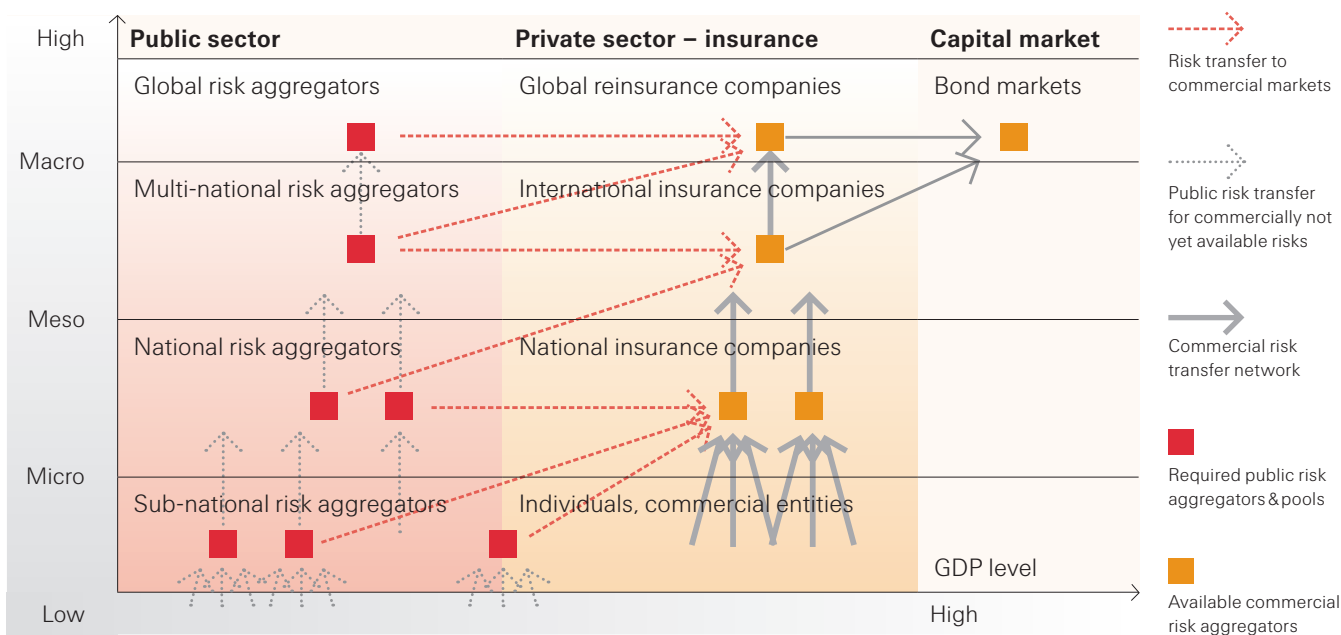 High
Public sector
Private sector – insurance
Capital market
Global risk aggregators
Global reinsurance companies
Bond markets
Macro
Multi-national risk aggregators
International insurance companies
Meso
National risk aggregators
National insurance companies
Micro
Sub-national risk aggregators
Individuals, commercial entities
GDP level
Low
High
Risk transfer to
commercial markets
Public risk transfer
for commercially not
yet available risks
Commercial risk
transfer network
Required public risk
aggregators & pools
Available commercial
risk aggregators